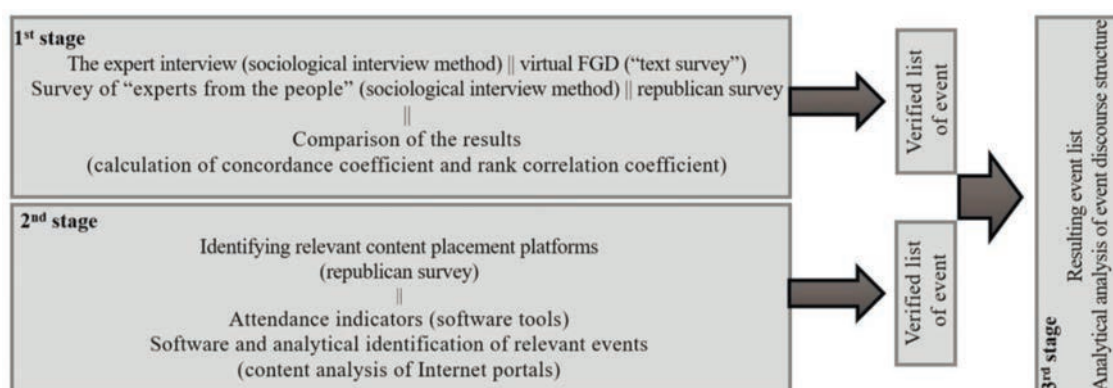 1st stage
The expert interview (sociological interview method) || virtual FGD (“text survey”)
Survey of “experts from the people” (sociological interview method) || republican survey
||
Comparison of the results
(calculation of concordance coefficient and rank correlation coefficient)
Verified list
of event
2nd stage
Identifying relevant content placement platforms
(republican survey)
||
Attendance indicators (software tools)
Software and analytical identification of relevant events
(content analysis of Internet portals)
Verified list
of event
3rd stage
Resulting event list
Analytical analysis of event discourse structure